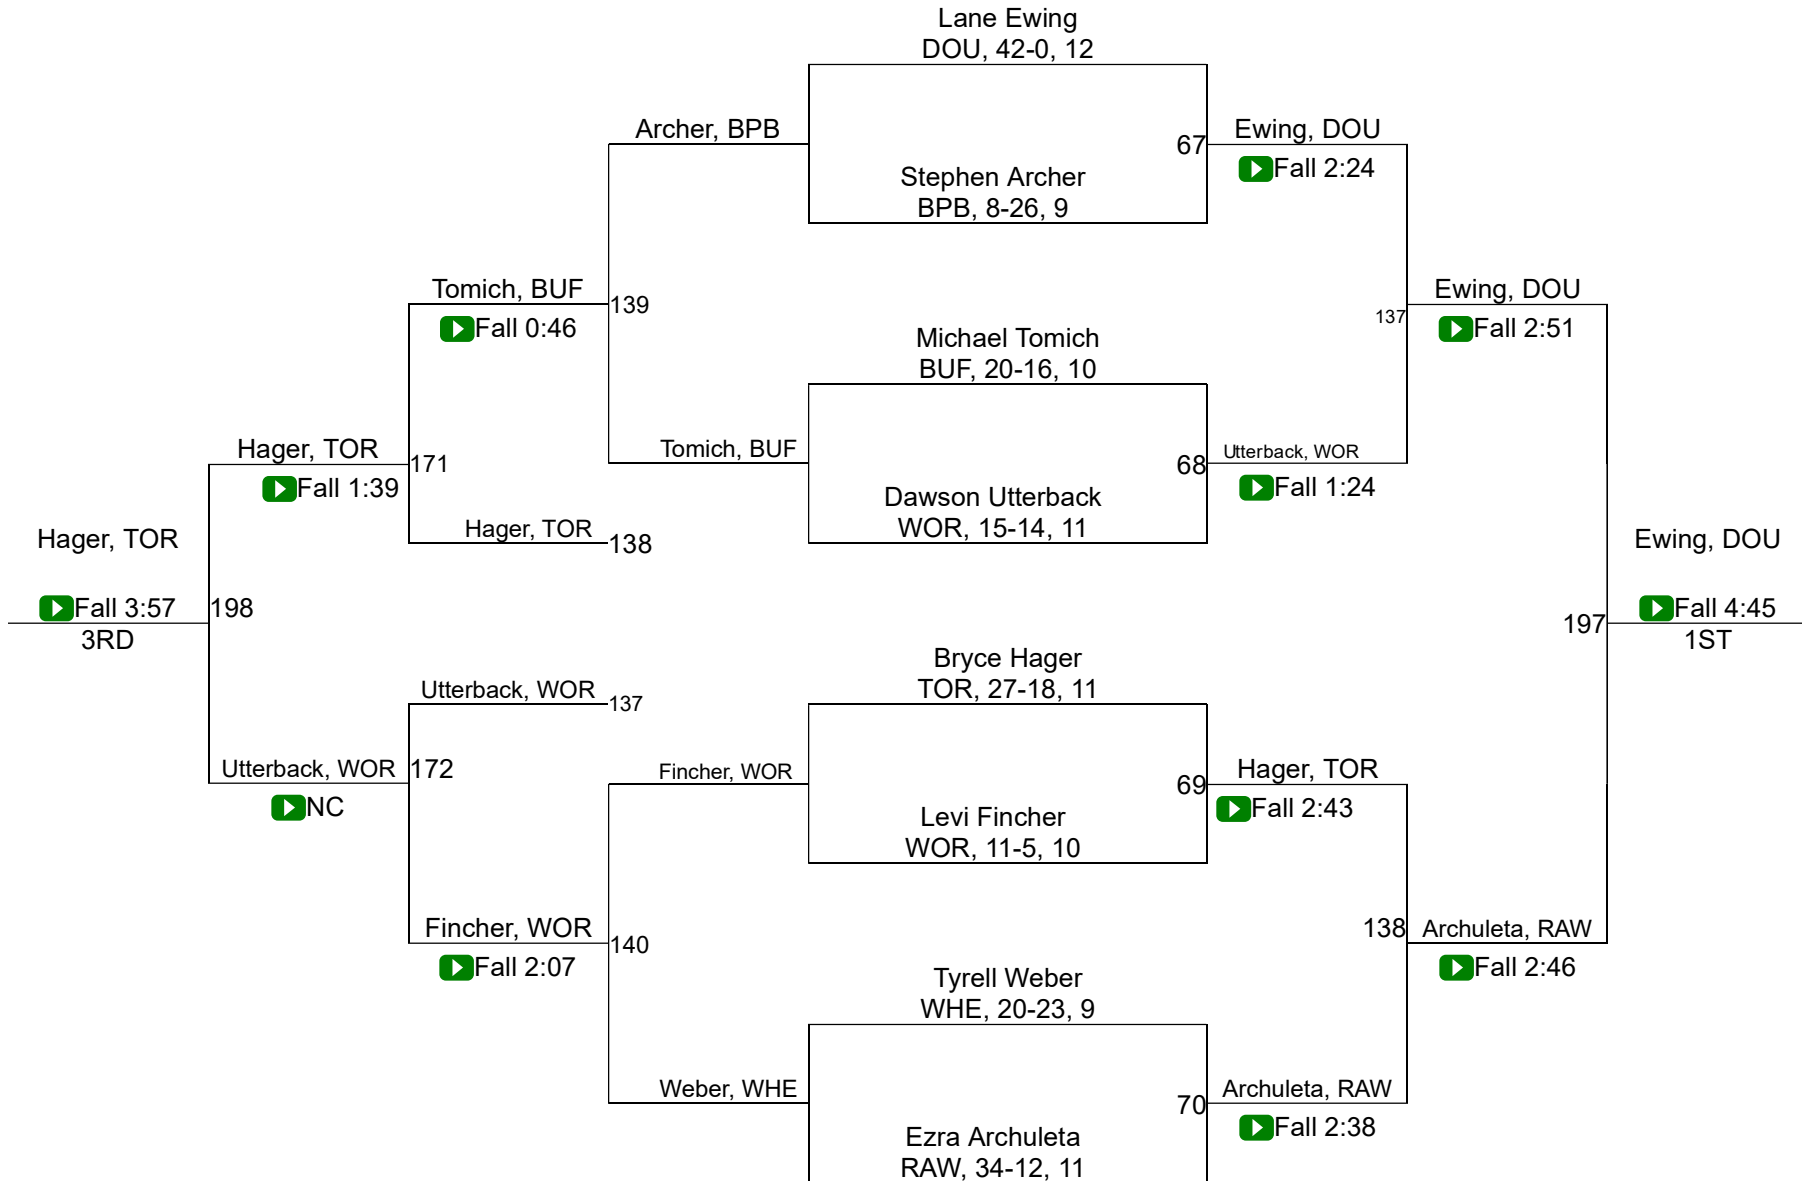 Lane Ewing
DOU, 42-0, 12
Archer, BPB
67
Ewing, DOU
Fall 2:24
Stephen Archer
BPB, 8-26, 9
Tomich, BUF
139
Fall 0:46
137
Ewing, DOU
Fall 2:51
Michael Tomich
BUF, 20-16, 10
Hager, TOR
171
Fall 1:39
Tomich, BUF
68
Utterback, WOR
Fall 1:24
Dawson Utterback
WOR, 15-14, 11
Hager, TOR
138
Hager, TOR
Fall 3:57
198
3RD
Ewing, DOU
197
Fall 4:45
1ST
Bryce Hager
TOR, 27-18, 11
Utterback, WOR
137
Utterback, WOR
172
NC
Fincher, WOR
69
Hager, TOR
Fall 2:43
Levi Fincher
WOR, 11-5, 10
Fincher, WOR
140
Fall 2:07
138
Archuleta, RAW
Fall 2:46
Tyrell Weber
WHE, 20-23, 9
Weber, WHE
70
Archuleta, RAW
Fall 2:38
Ezra Archuleta
RAW, 34-12, 11